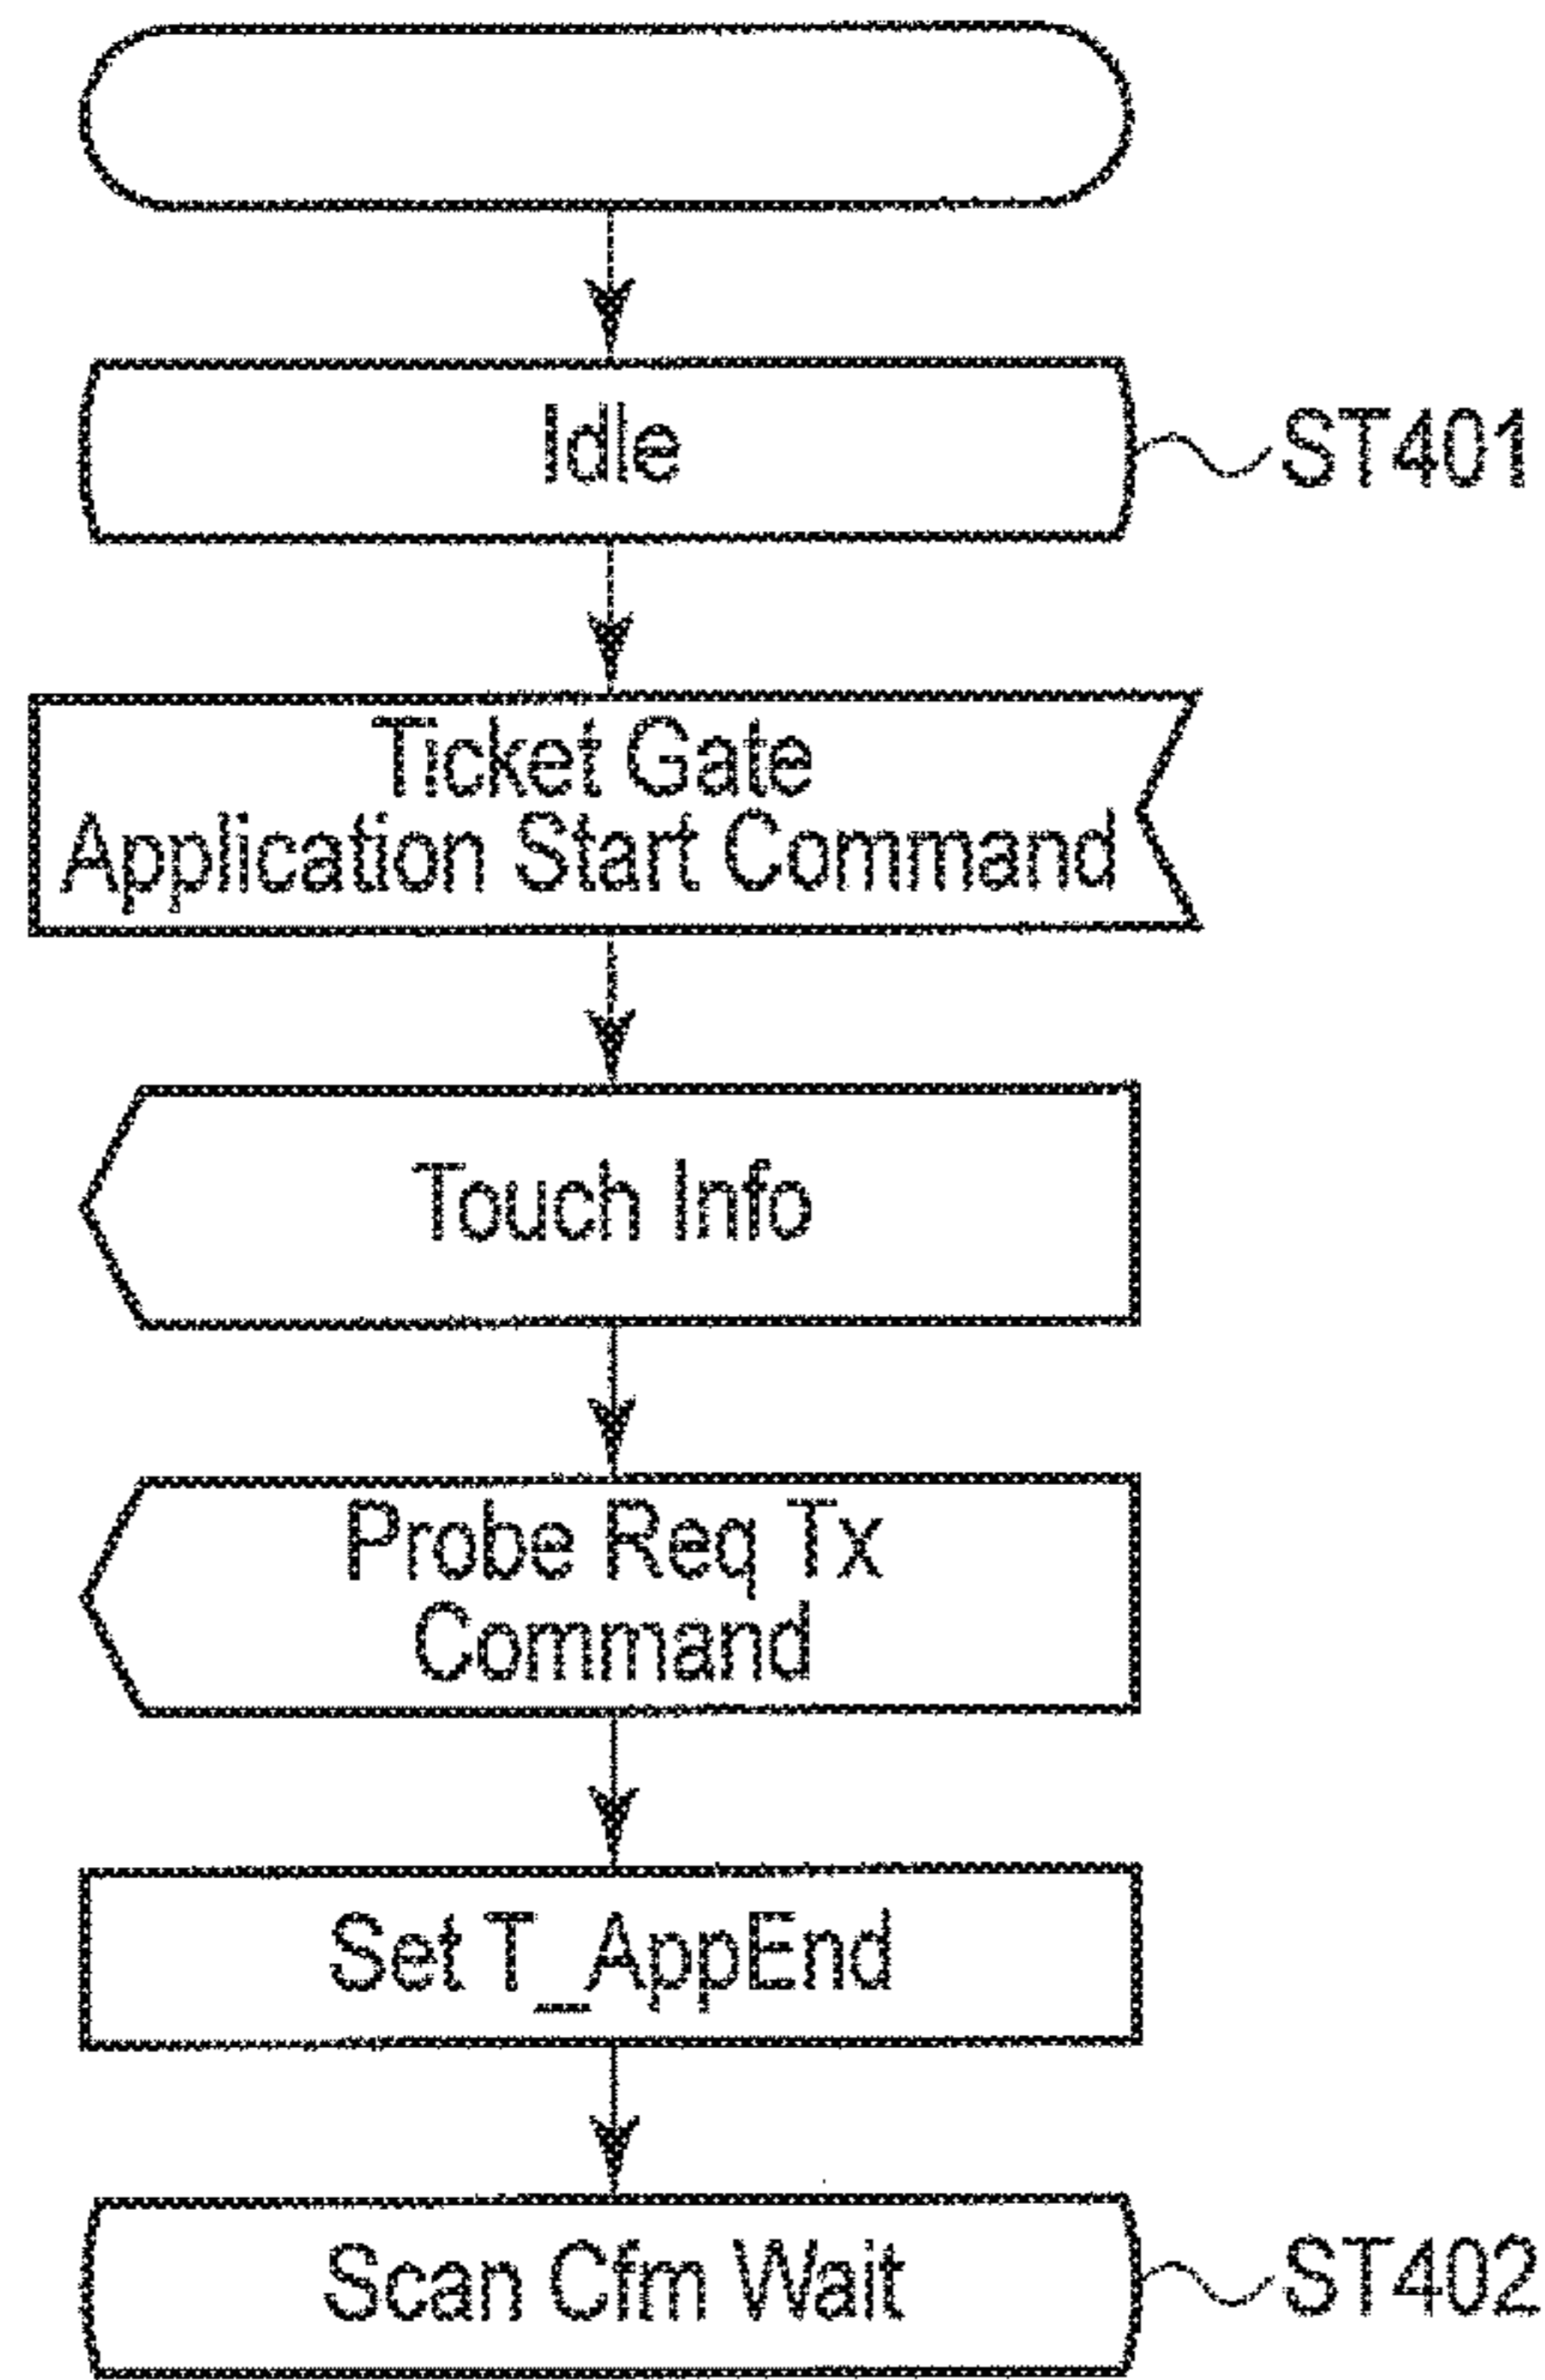 Idle
ST401
Ticket Gate
Application Start Command
Touch Info
Probe Req Tx
Command
Set T_AppEnd
Scan Cfm Wait
ST402